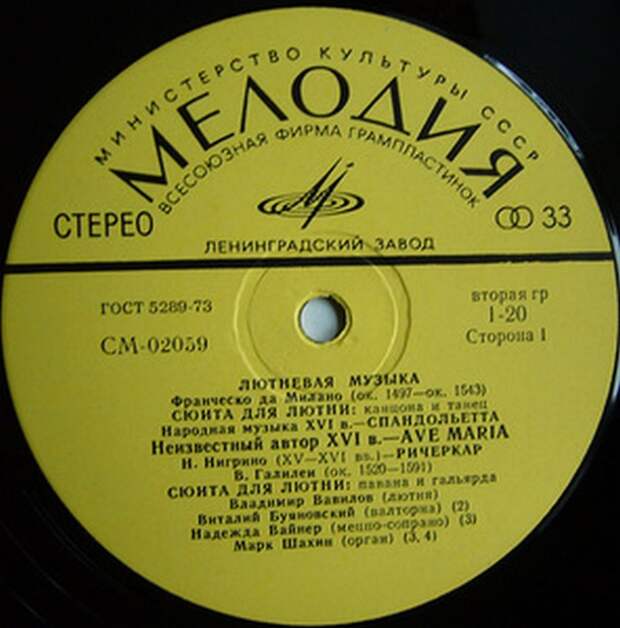 МИНИСТЕРСТВО КУЛЬТУРЫ СССР
МЕЛОДИЯ
ВСЕСОЮЗНАЯ ФИРМА ГРАМПЛАСТИНОК
СТЕРЕО
33
ЛЕНИНГРАДСКИЙ ЗАВОД
ГОСТ 5289-73
вторая гр
СМ-02059
1-20
Сторона 1
ЛЮТНЕВАЯ МУЗЫКА
Франческо да Милано (ок. 1497—ок. 1543)
СЮИТА ДЛЯ ЛЮТНИ: канцона и танец
Народная музыка XVI в.—СПАНДОЛЬЕТТА
Неизвестный автор XVI в.—AVE MARIA
Н. Нигрино (XV—XVI вв.)—РИЧЕРКАР
В. Галилеи (ок. 1520—1591)
СЮИТА ДЛЯ ЛЮТНИ: павана и гальярда
Владимир Вавилов (лютня)
Виталий Буяновский (валторна) (2)
Надежда Вайнер (меццо-сопрано) (3)
Марк Шахин (орган) (3, 4)